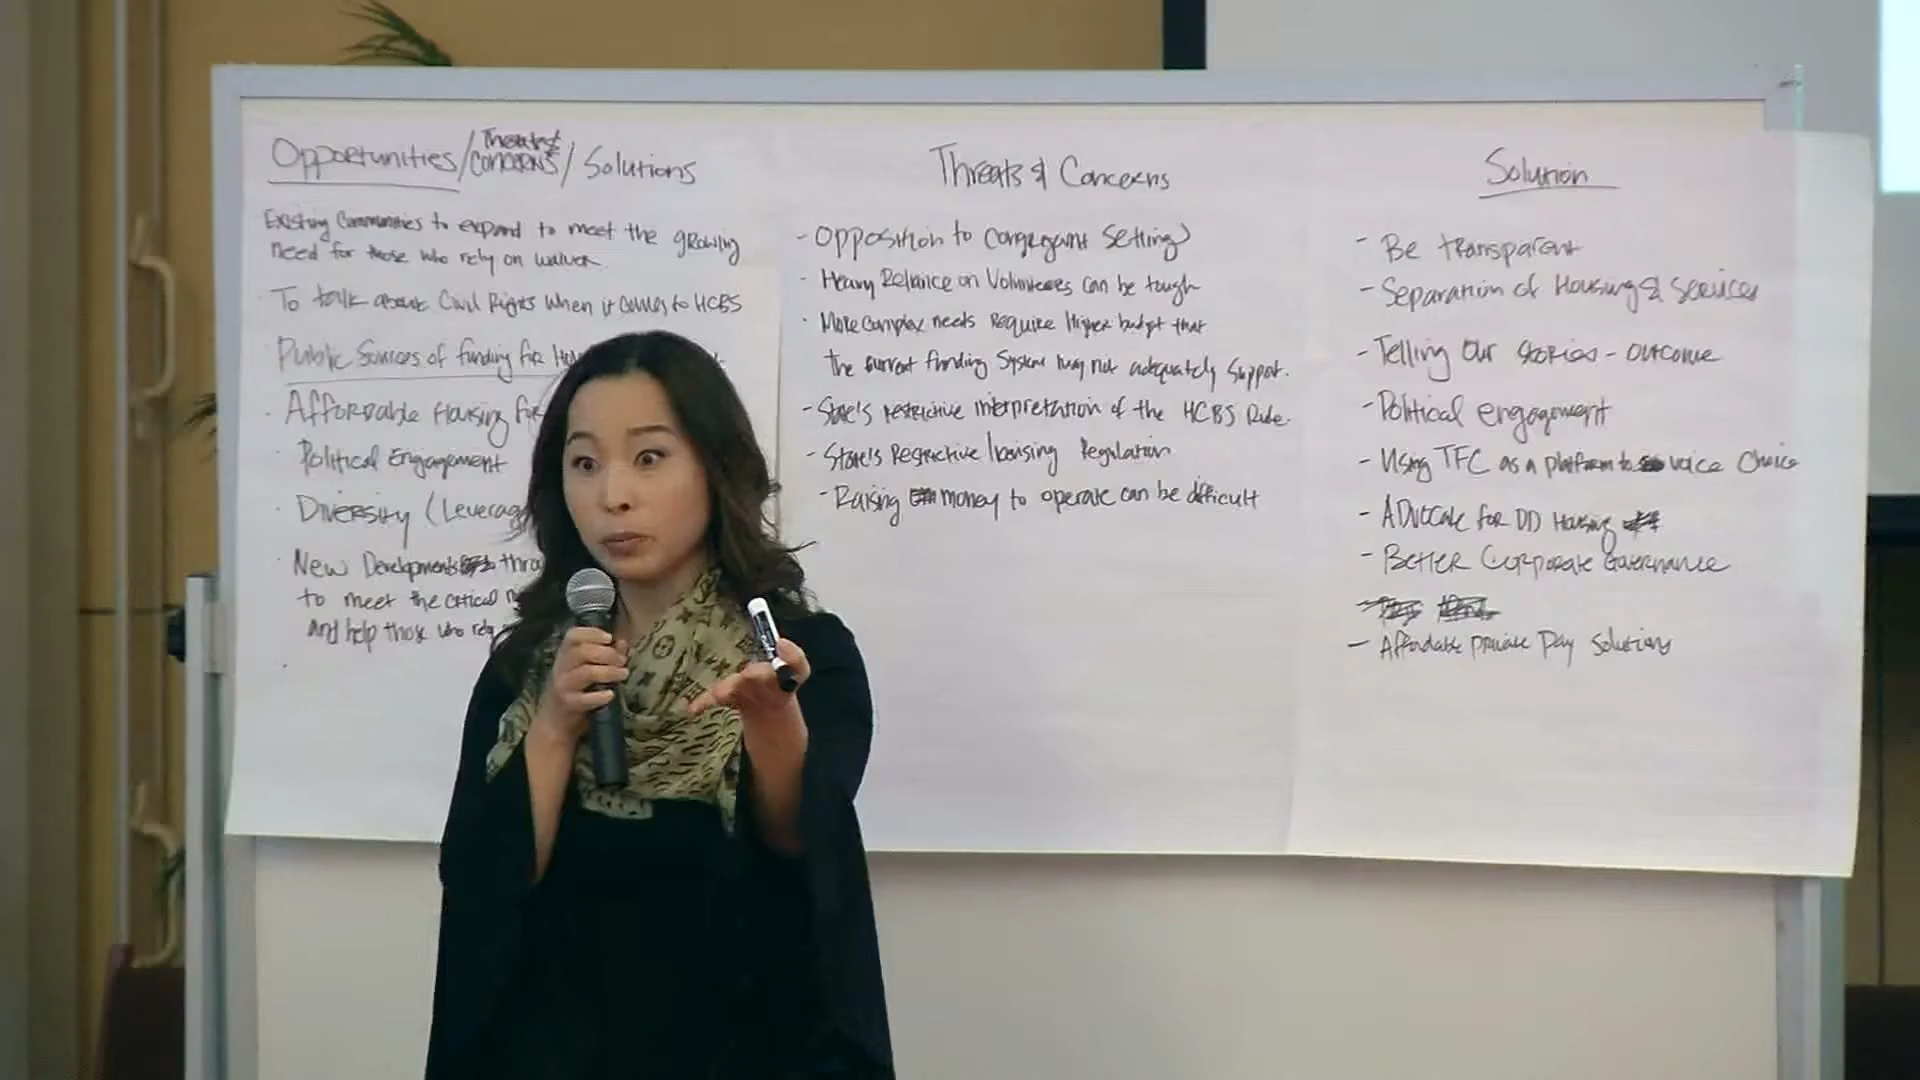 Opportunities/Threats & Concerns/Solutions
Existing Communities to expand to meet the growing
need for those who rely on waiver.
To talk about Civil Rights when it comes to HCBS
Public Sources of funding for
Affordable Housing for
Political Engagement
Diversity (Leverag
New Developments thro
to meet the critical n
and help those who rely
Threats & Concerns
- Opposition to Congregant Setting
- Heavy Reliance on Volunteers can be tough
- More complex needs Require Higher budget that
the current funding System may not adequately support.
- State's restrictive interpretation of the HCBS Rule.
- State's Restrictive licensing Regulation
- Raising money to operate can be difficult
Solution
- Be transparent
- Separation of Housing & Services
- Telling Our Stories - outcome
- Political engagement
- Using TFC as a platform to voice Choice
- ADVOCATE for DD Housing
- Better Corporate Governance
- Affordable private Pay Solutions